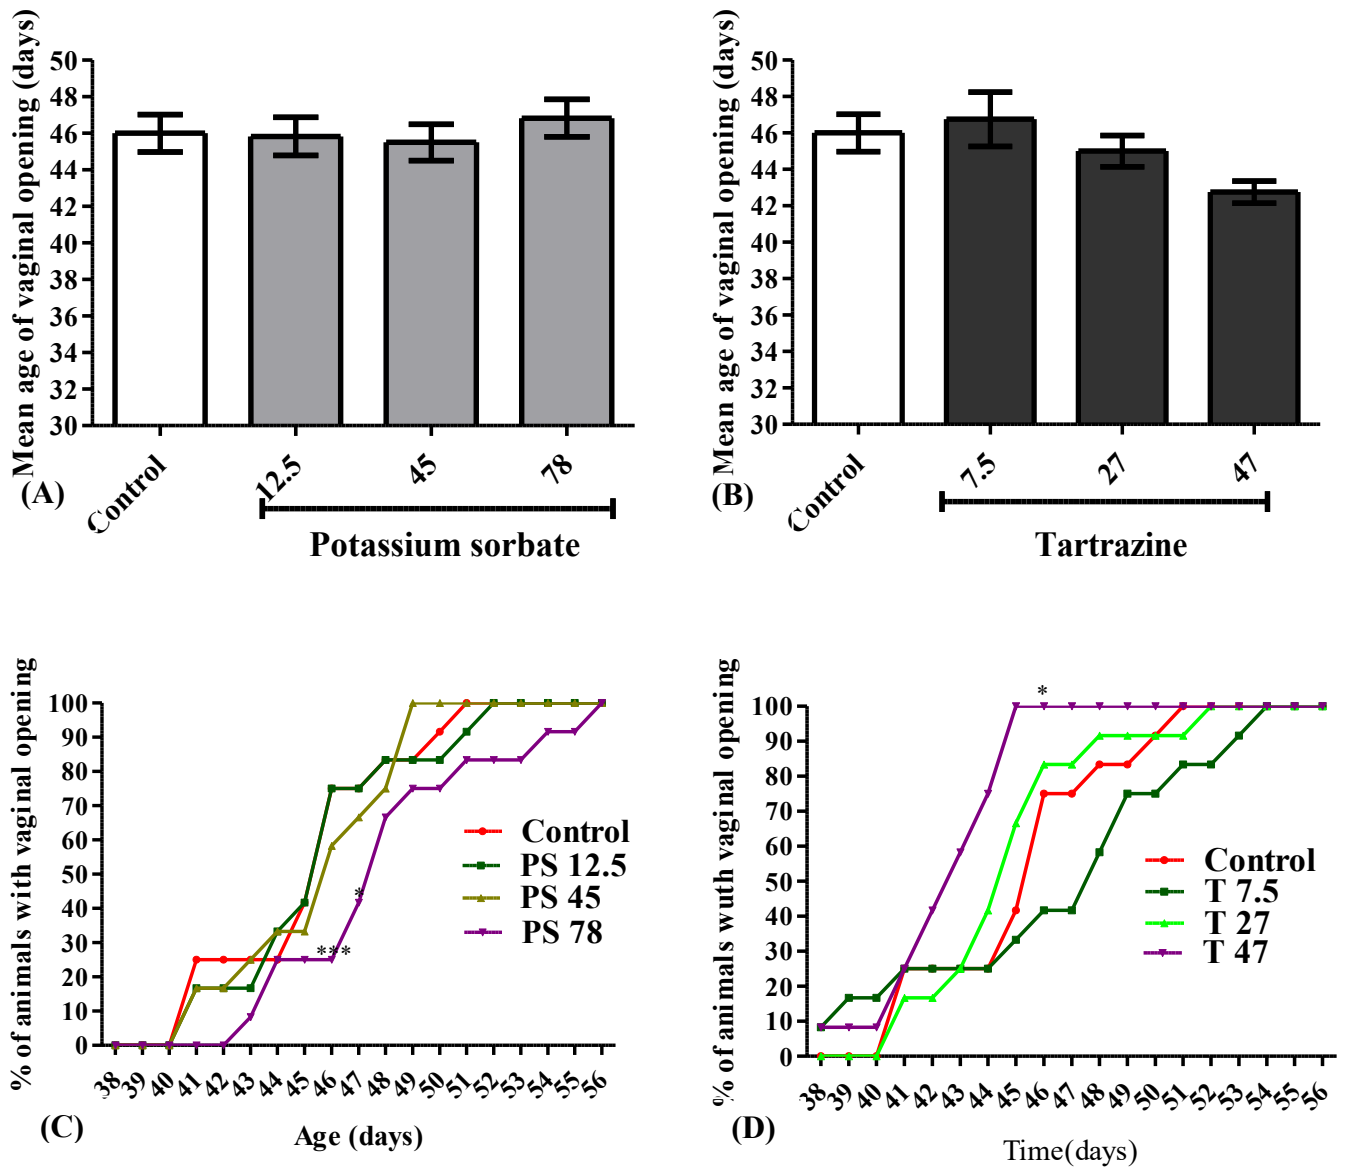 Mean age of vaginal opening (days)
50
48
46
44
42
40
38
36
34
32
30
Control
12.5
45
78
(A)
Potassium sorbate
Mean age of vaginal opening (days)
50
48
46
44
42
40
38
36
34
32
30
Control
7.5
27
47
(B)
Tartrazine
% of animals with vaginal opening
100
90
80
70
60
50
40
30
20
10
0
*
***
Control
PS 12.5
PS 45
PS 78
38 39 40 41 42 43 44 45 46 47 48 49 50 51 52 53 54 55 56
(C)
Age (days)
% of animals wuth vaginal opening
100
90
80
70
60
50
40
30
20
10
0
*
Control
T 7.5
T 27
T 47
38 39 40 41 42 43 44 45 46 47 48 49 50 51 52 53 54 55 56
(D)
Time(days)